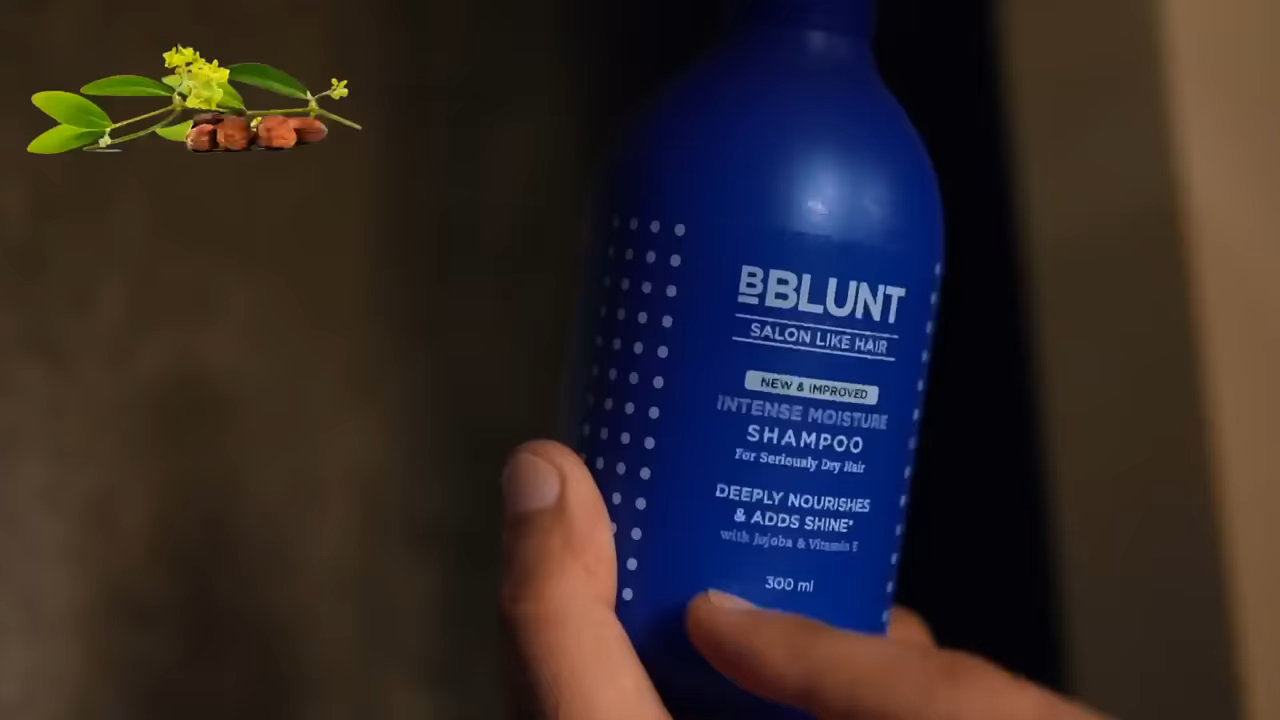 BBLUNT
SALON LIKE HAIR
NEW & IMPROVED
INTENSE MOISTURE
SHAMPOO
For Seriously Dry Hair
DEEPLY NOURISHES
& ADDS SHINE*
with Jojoba & Vitamin E
300 ml